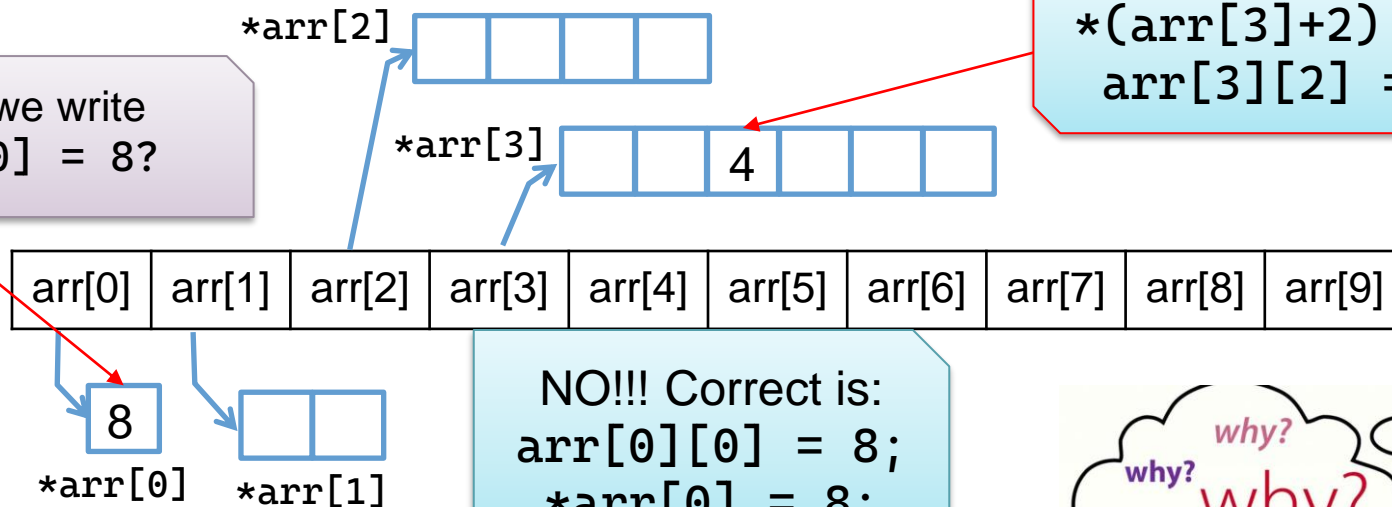 *arr[2]
*(arr[3]+2)
arr[3][2] =
we write
] = 8?
*arr[3]
4
arr[0] arr[1] arr[2] arr[3] arr[4] arr[5] arr[6] arr[7] arr[8] arr[9]
8
*arr[0] *arr[1]
NO!!! Correct is:
arr[0][0] = 8;
*arr[0] = 8;
why?
why?
why?